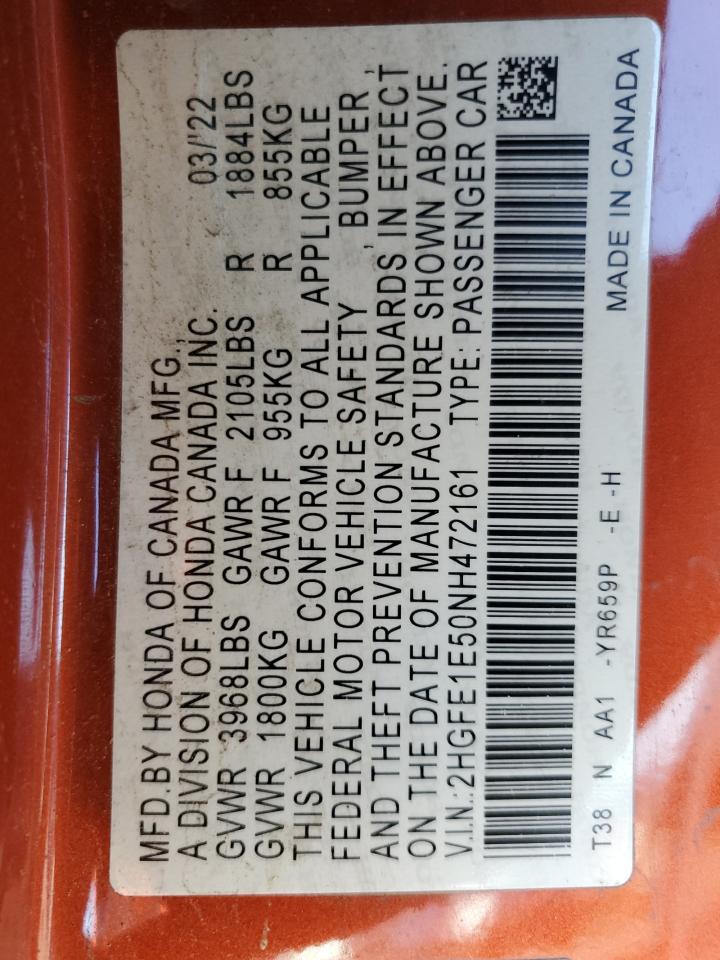 MFD.BY HONDA OF CANADA MFG.,
A DIVISION OF HONDA CANADA INC. 03/'22
GVWR 3968LBS GAWR F 2105LBS R 1884LBS
GVWR 1800KG GAWR F 955KG R 855KG
THIS VEHICLE CONFORMS TO ALL APPLICABLE
FEDERAL MOTOR VEHICLE SAFETY , BUMPER ,
AND THEFT PREVENTION STANDARDS IN EFFECT
ON THE DATE OF MANUFACTURE SHOWN ABOVE.
V.I.N.:2HGFE1E50NH472161 TYPE: PASSENGER CAR
T38 N AA1 -YR659P -E -H MADE IN CANADA